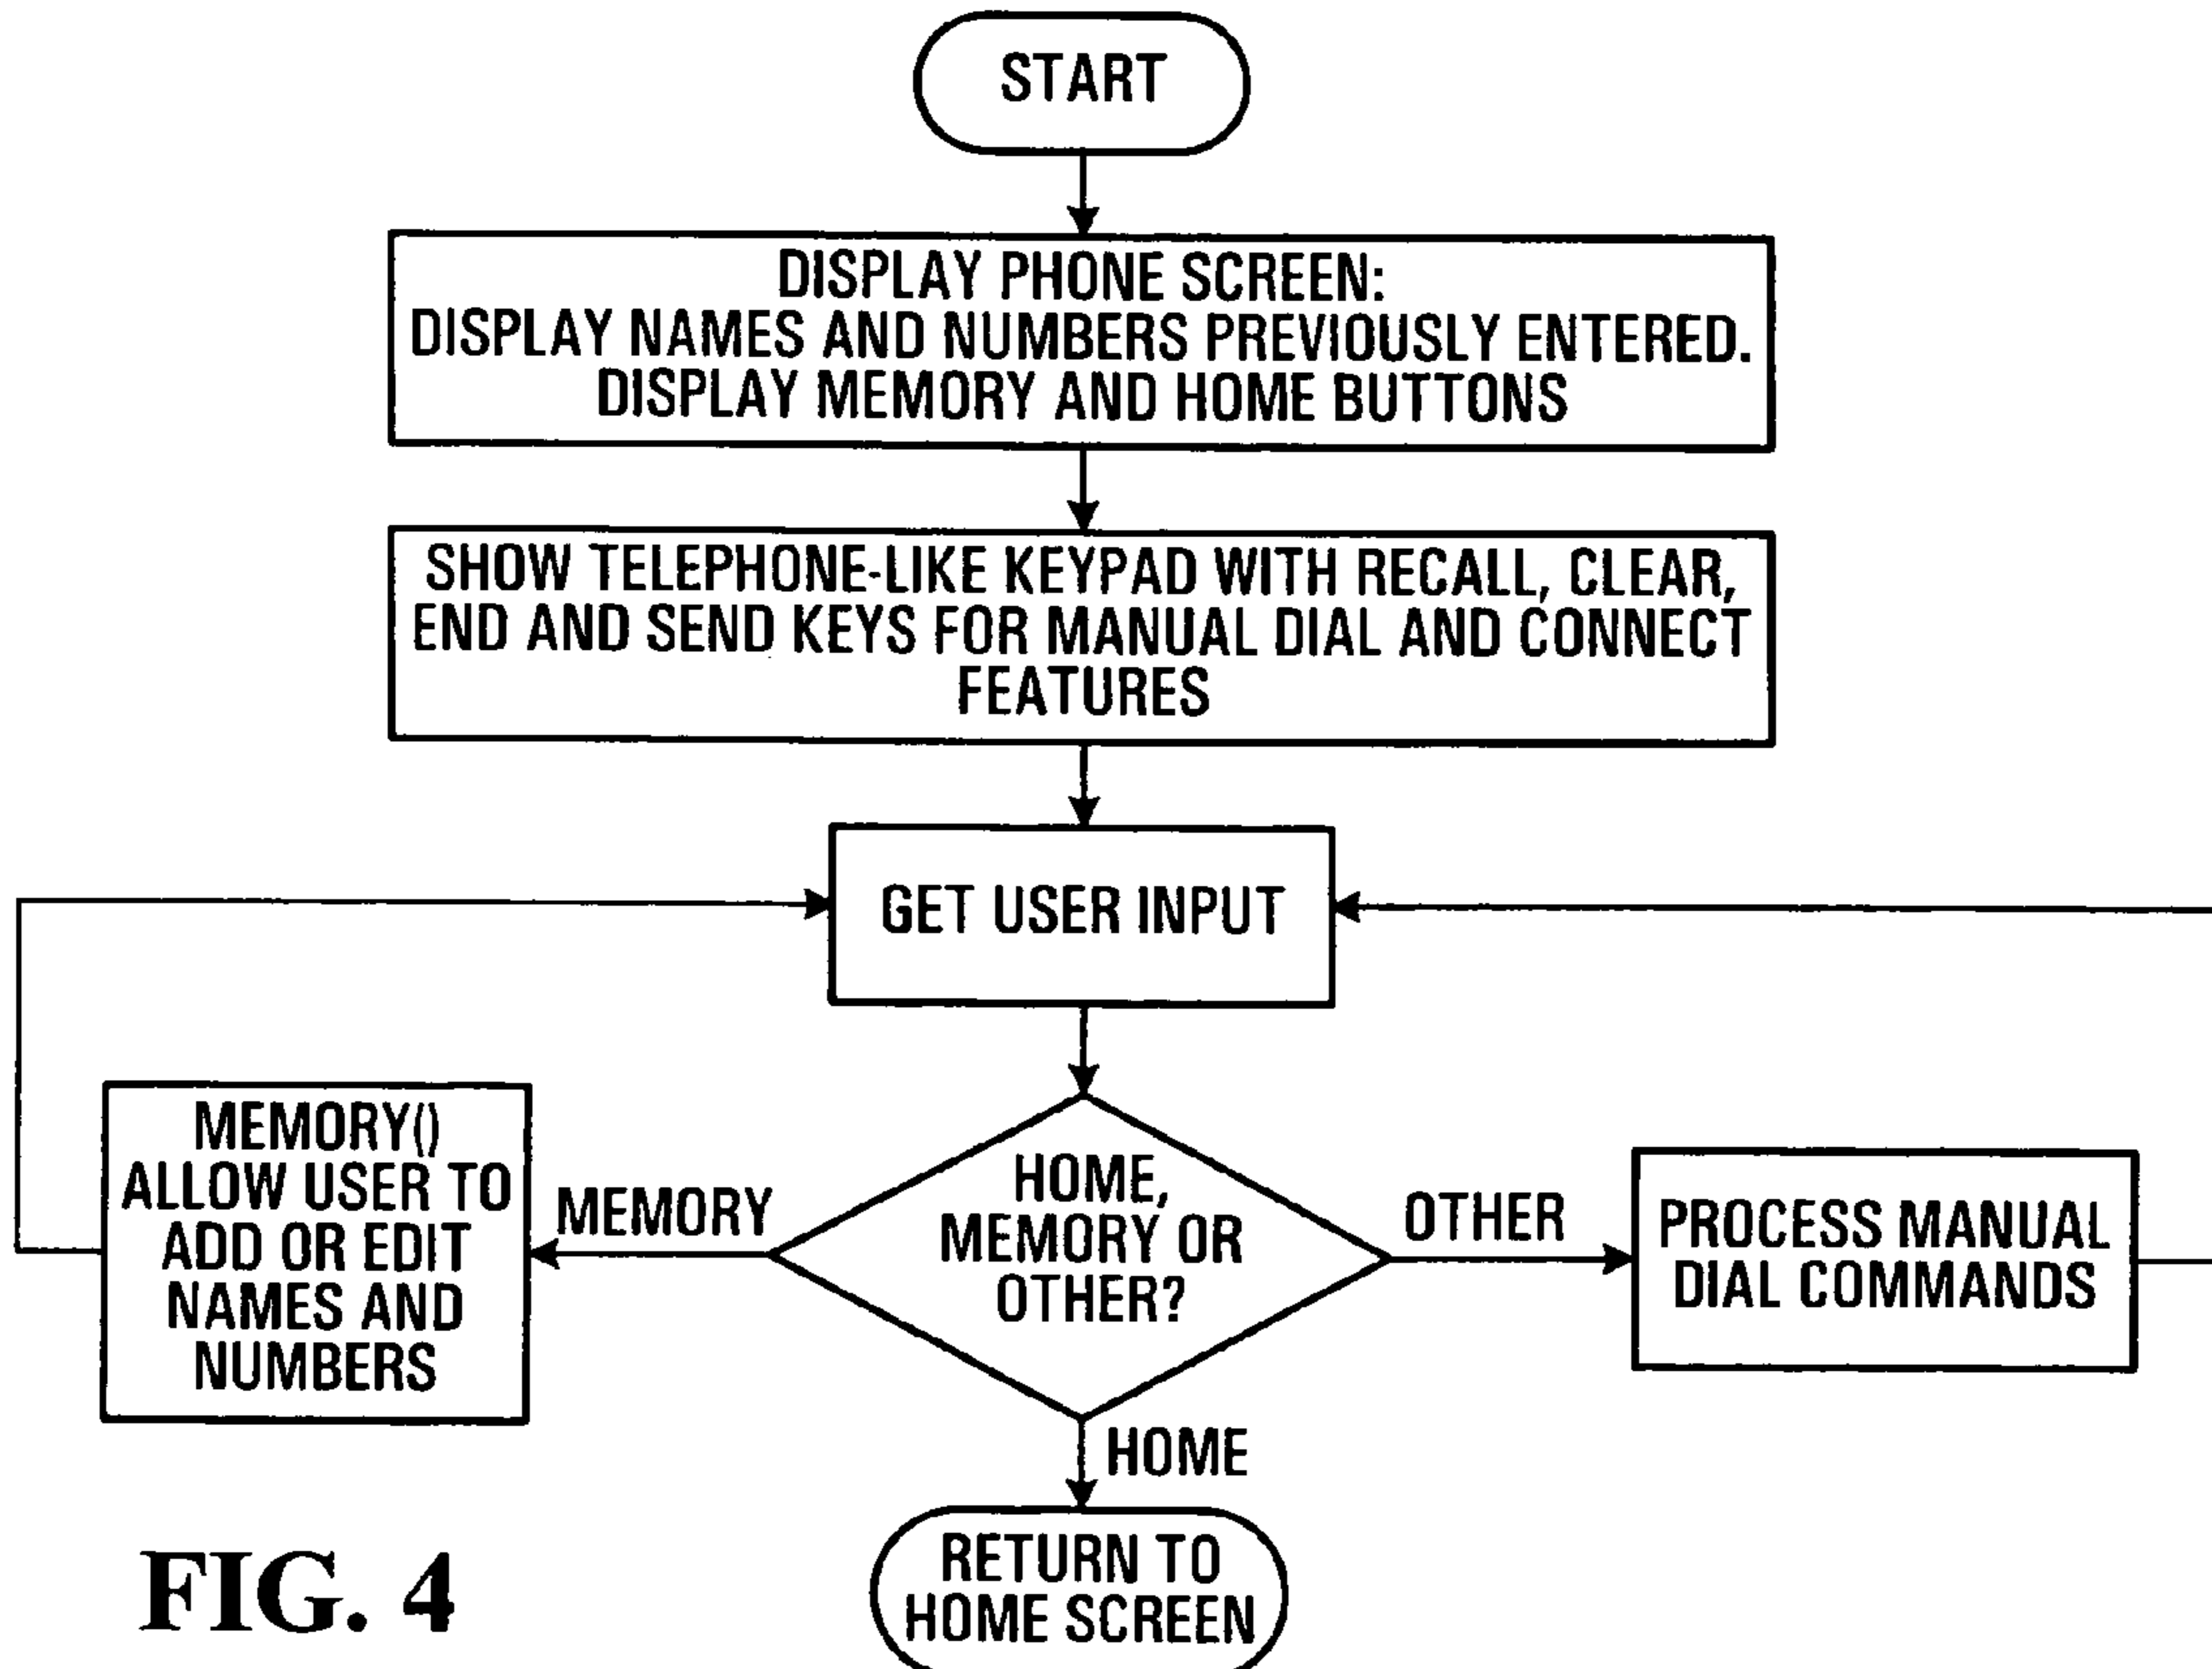 START
DISPLAY PHONE SCREEN:
DISPLAY NAMES AND NUMBERS PREVIOUSLY ENTERED.
DISPLAY MEMORY AND HOME BUTTONS
SHOW TELEPHONE-LIKE KEYPAD WITH RECALL, CLEAR,
END AND SEND KEYS FOR MANUAL DIAL AND CONNECT
FEATURES
GET USER INPUT
MEMORY()
ALLOW USER TO
ADD OR EDIT
NAMES AND
NUMBERS
MEMORY
HOME,
MEMORY OR
OTHER?
OTHER
PROCESS MANUAL
DIAL COMMANDS
HOME
RETURN TO
HOME SCREEN
FIG. 4